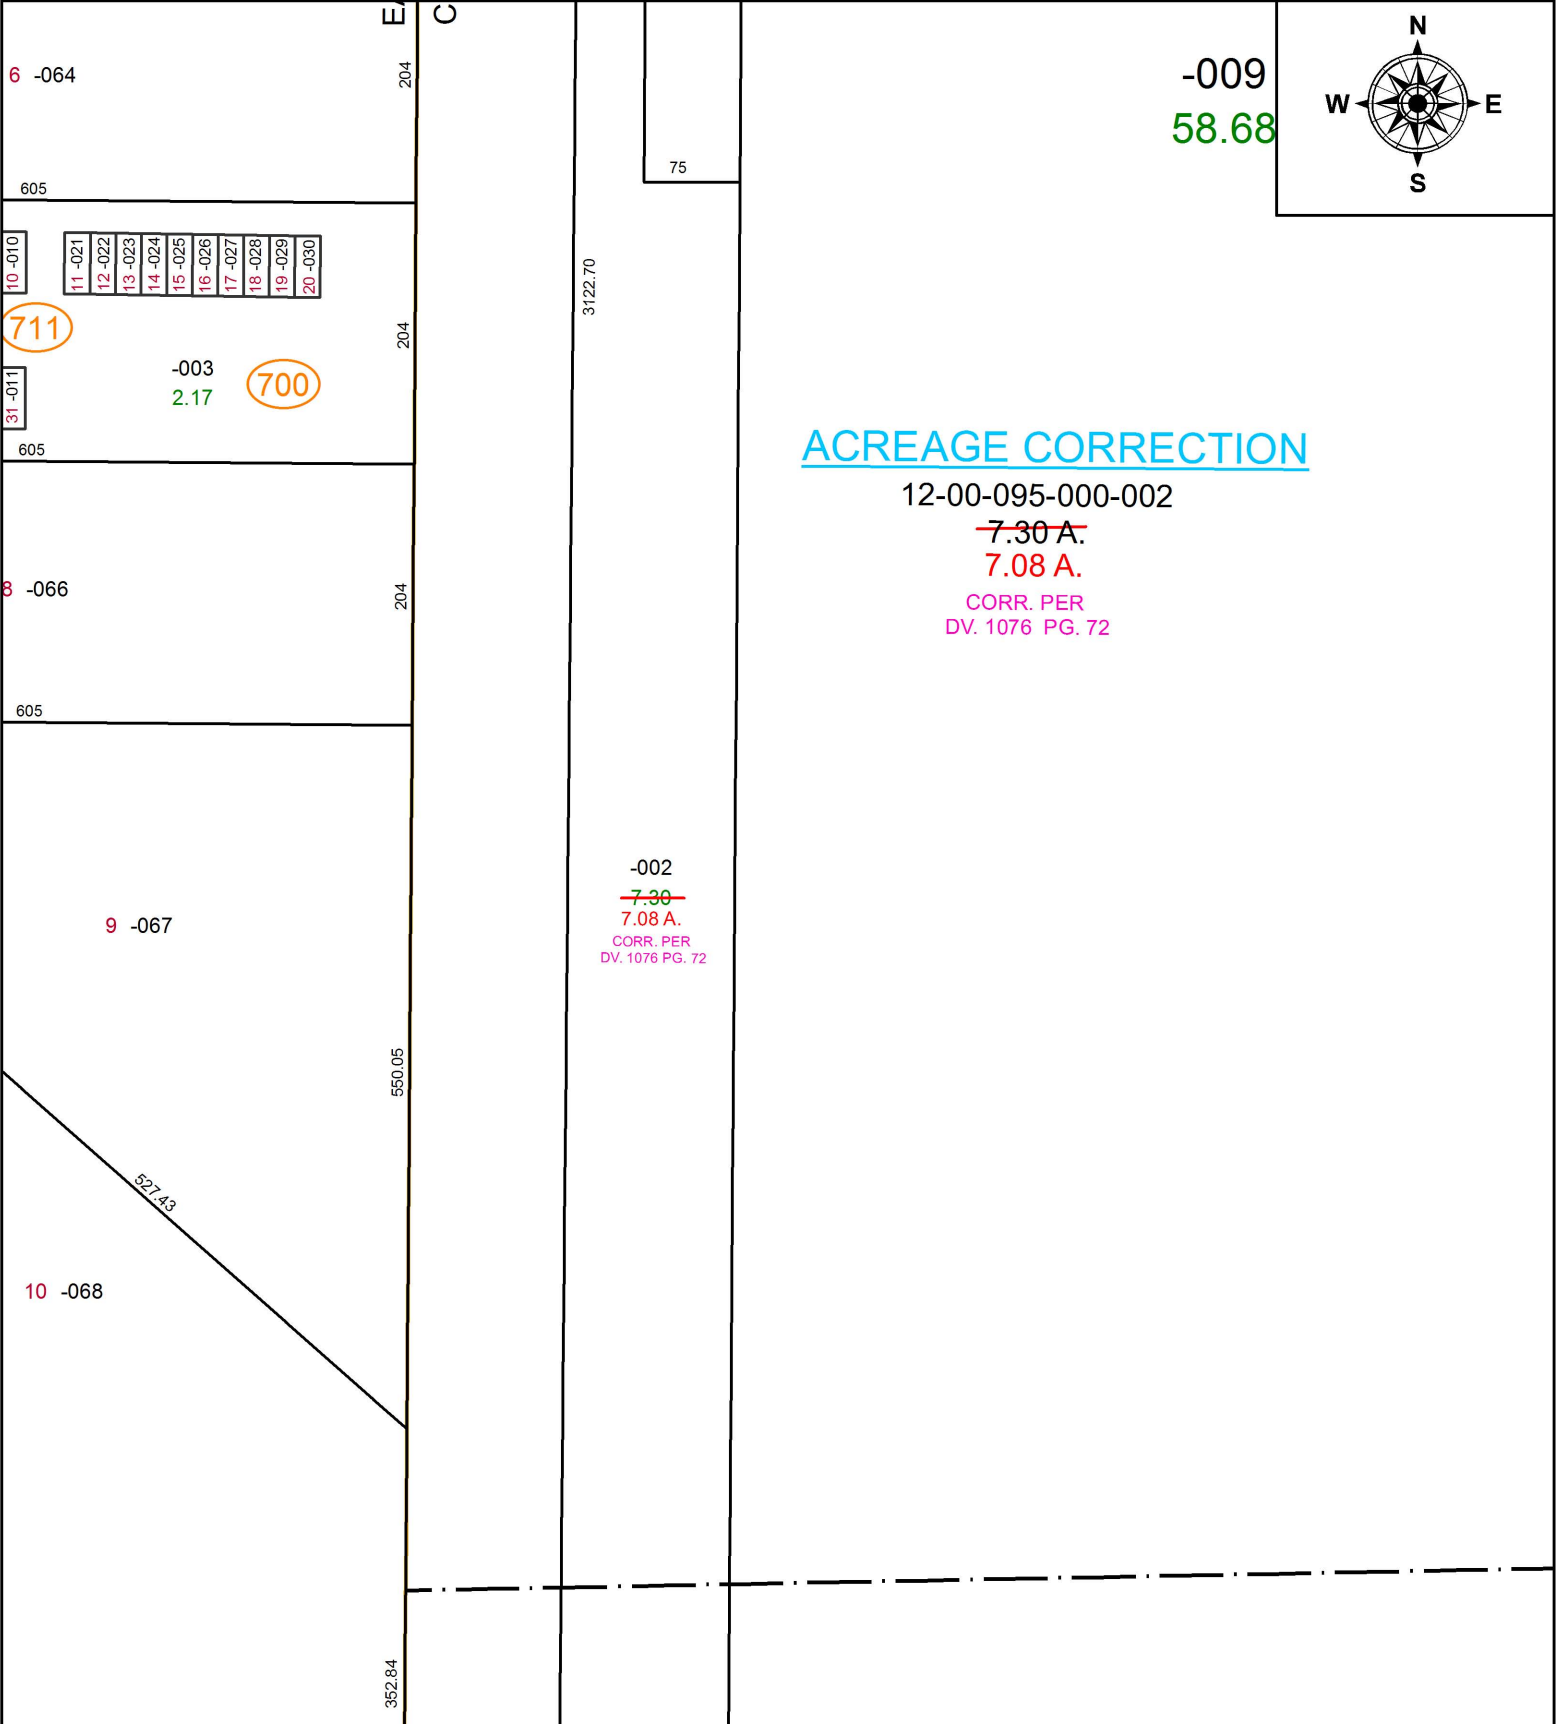 EA
C
N
W
E
S
-009
58.68
6 -064
204
605
75
10 -010
11 -021
12 -022
13 -023
14 -024
15 -025
16 -026
17 -027
18 -028
19 -029
20 -030
3122.70
711
204
-003
2.17
700
31 -011
605
ACREAGE CORRECTION
12-00-095-000-002
7.30 A.
7.08 A.
CORR. PER
DV. 1076 PG. 72
8 -066
204
605
-002
7.30
7.08 A.
CORR. PER
DV. 1076 PG. 72
9 -067
550.05
527.43
10 -068
352.84